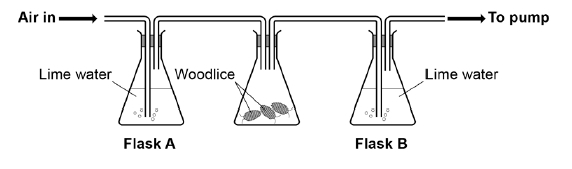 Air in
To pump
Lime water
Woodlice
Lime water
Flask A
Flask B